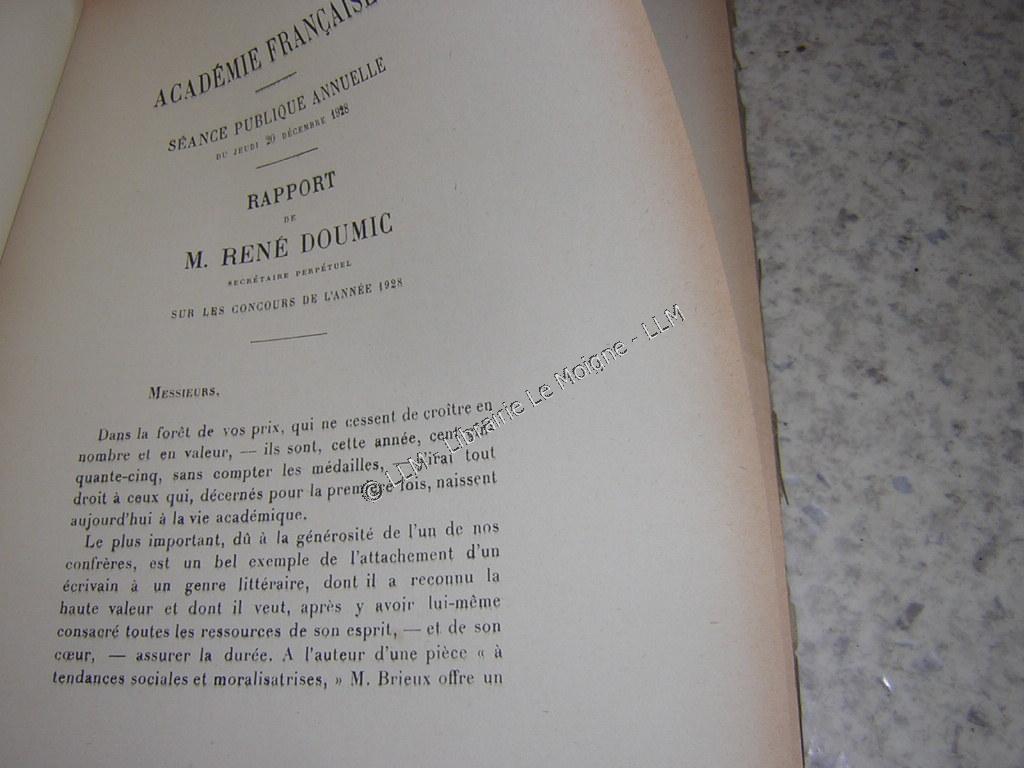 ACADÉMIE FRANÇAISE
SÉANCE PUBLIQUE ANNUELLE
DU JEUDI 20 DÉCEMBRE 1928
RAPPORT
DE
M. RENÉ DOUMIC
SECRÉTAIRE PERPÉTUEL
SUR LES CONCOURS DE L'ANNÉE 1928
MESSIEURS,
Dans la forêt de vos prix, qui ne cessent de croître en
nombre et en valeur, — ils sont, cette année, cent
quante-cinq, sans compter les médailles, — j'irai tout
droit à ceux qui, décernés pour la première fois, naissent
aujourd'hui à la vie académique.
Le plus important, dû à la générosité de l'un de nos
confrères, est un bel exemple de l'attachement d'un
écrivain à un genre littéraire, dont il a reconnu la
haute valeur et dont il veut, après y avoir lui-même
consacré toutes les ressources de son esprit, — et de son
cœur, — assurer la durée. A l'auteur d'une pièce « à
tendances sociales et moralisatrises, » M. Brieux offre un
© LLM - Librairie Le Moigne - LLM